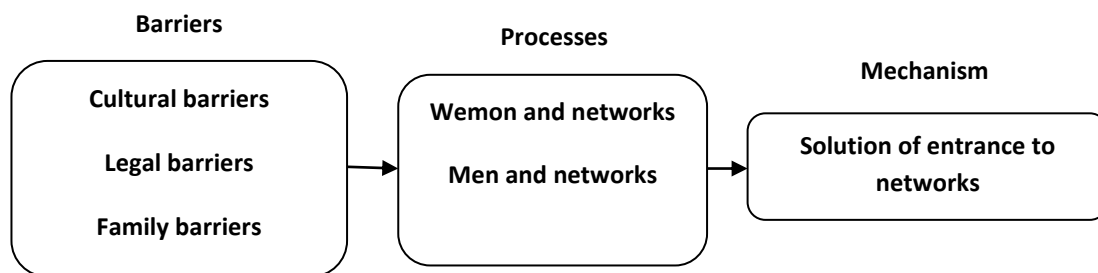 Barriers
Cultural barriers
Legal barriers
Family barriers
Processes
Wemon and networks
Men and networks
Mechanism
Solution of entrance to
networks